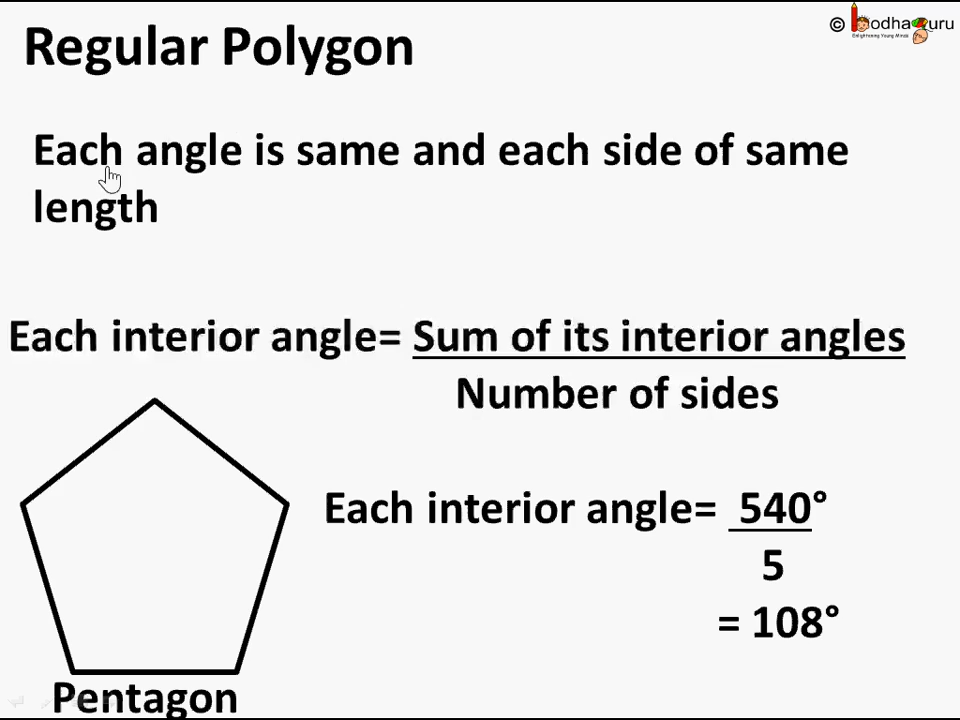 Regular Polygon
© BodhaGuru
Enlightening Young Minds
Each angle is same and each side of same
length
Each interior angle= Sum of its interior angles
Number of sides
Each interior angle= 540°
5
= 108°
Pentagon